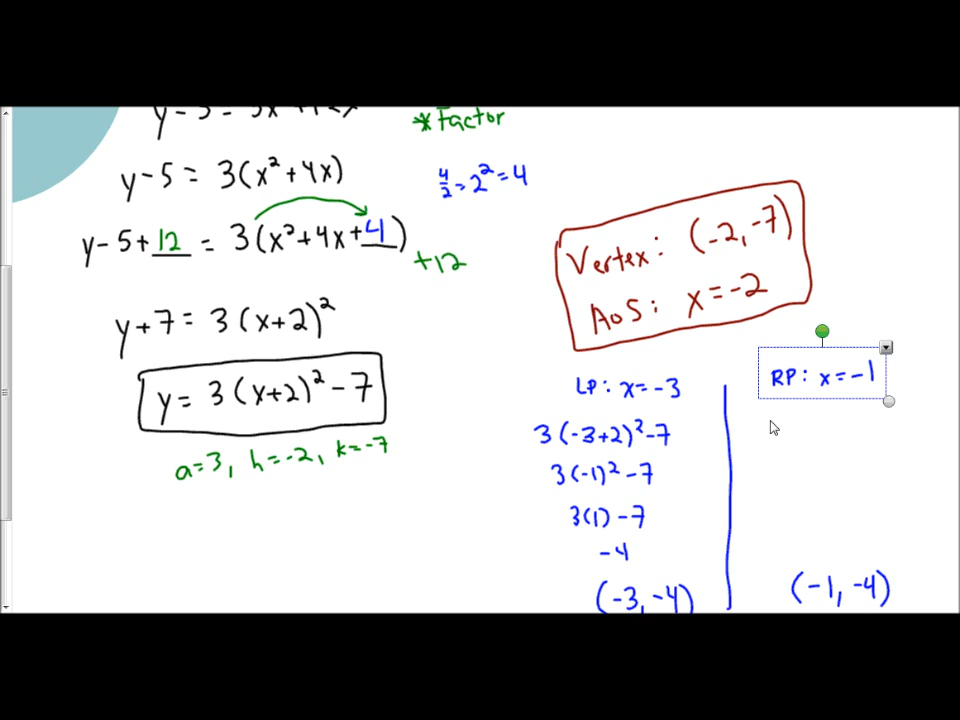 *Factor
y-5 = 3(x²+4x)
4/2 = 2² = 4
y-5+12 = 3(x²+4x+4)
+12
y+7 = 3(x+2)²
y = 3(x+2)² - 7
a=3, h=-2, k=-7
Vertex: (-2, -7)
AoS: x=-2
LP: x=-3
3(-3+2)²-7
3(-1)²-7
3(1)-7
-4
(-3, -4)
RP: x=-1
(-1, -4)